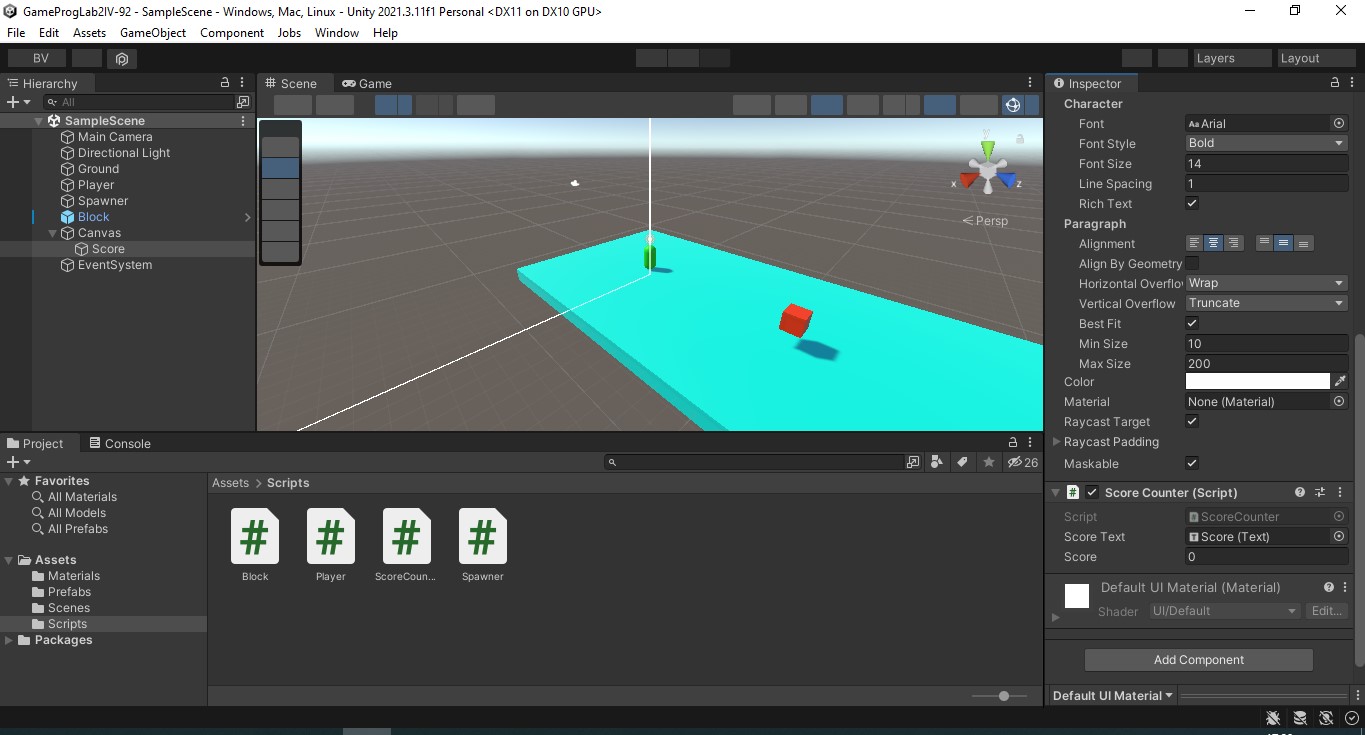 GameProgLab2IV-92 - SampleScene - Windows, Mac, Linux - Unity 2021.3.11f1 Personal <DX11 on DX10 GPU>
File Edit Assets GameObject Component Jobs Window Help
BV Layers Layout
Hierarchy
All
SampleScene
Main Camera
Directional Light
Ground
Player
Spawner
Block
Canvas
Score
EventSystem
Scene Game
y
x z
Persp
Inspector
Character
Font Arial
Font Style Bold
Font Size 14
Line Spacing 1
Rich Text
Paragraph
Alignment
Align By Geometry
Horizontal Overflo Wrap
Vertical Overflow Truncate
Best Fit
Min Size 10
Max Size 200
Color
Material None (Material)
Raycast Target
Raycast Padding
Maskable
Score Counter (Script)
Script ScoreCounter
Score Text Score (Text)
Score 0
Default UI Material (Material)
Shader UI/Default Edit...
Add Component
Default UI Material
Project Console
26
Favorites
All Materials
All Models
All Prefabs
Assets
Materials
Prefabs
Scenes
Scripts
Packages
Assets > Scripts
Block Player ScoreCoun... Spawner